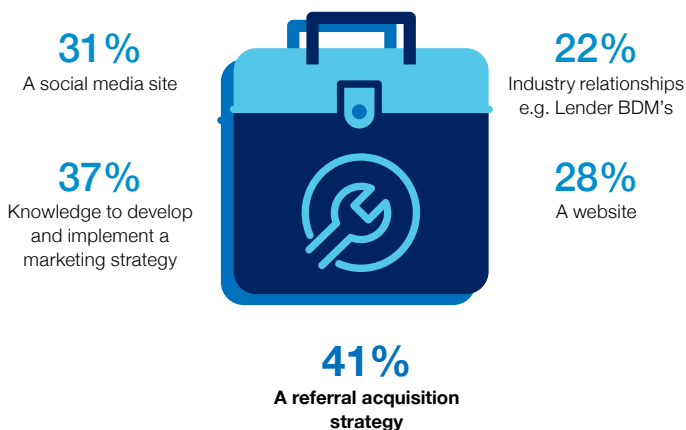 31%
A social media site
22%
Industry relationships
e.g. Lender BDM's
37%
Knowledge to develop
and implement a
marketing strategy
28%
A website
41%
A referral acquisition
strategy